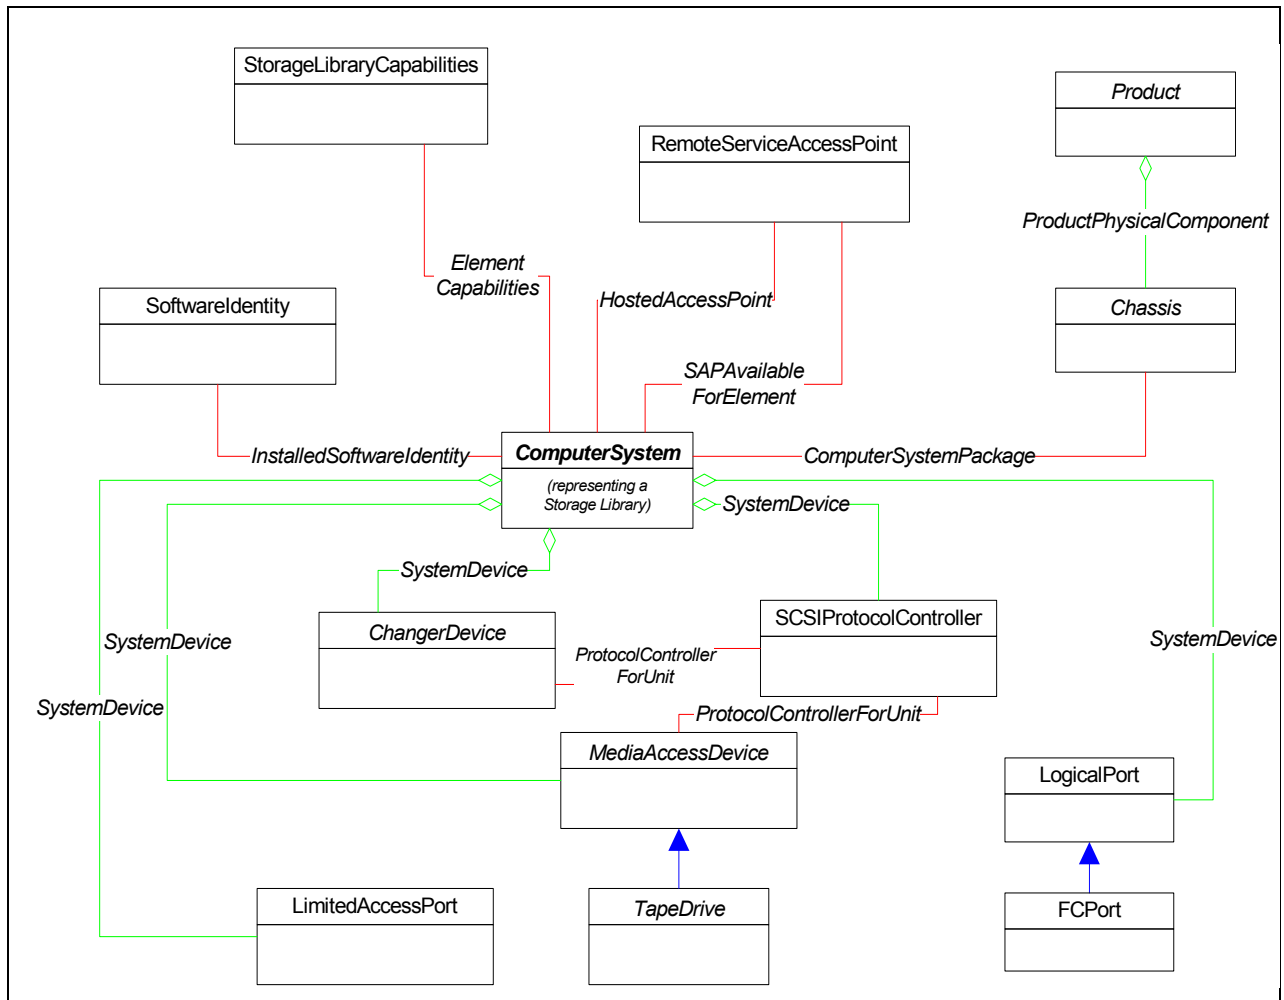 StorageLibraryCapabilities
Product
RemoteServiceAccessPoint
ProductPhysicalComponent
Element
Capabilities
HostedAccessPoint
SoftwareIdentity
Chassis
SAPAvailable
ForElement
InstalledSoftwareIdentity
ComputerSystem
ComputerSystemPackage
(representing a
Storage Library)
SystemDevice
SystemDevice
ChangerDevice
SCSIProtocolController
SystemDevice
SystemDevice
ProtocolController
ForUnit
SystemDevice
ProtocolControllerForUnit
MediaAccessDevice
LogicalPort
LimitedAccessPort
TapeDrive
FCPort